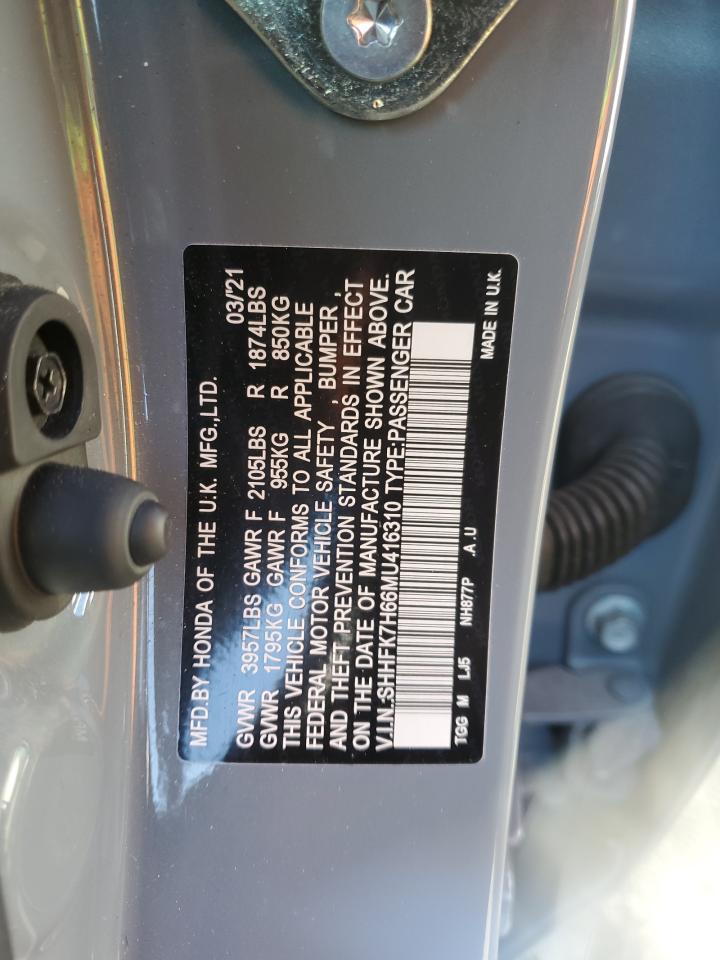 MFD.BY HONDA OF THE U.K. MFG.,LTD.
03/'21
GVWR 3957LBS GAWR F 2105LBS R 1874LBS
GVWR 1795KG GAWR F 955KG R 850KG
THIS VEHICLE CONFORMS TO ALL APPLICABLE
FEDERAL MOTOR VEHICLE SAFETY , BUMPER ,
AND THEFT PREVENTION STANDARDS IN EFFECT
ON THE DATE OF MANUFACTURE SHOWN ABOVE.
V.I.N.:SHHFK7H66MU416310 TYPE:PASSENGER CAR
TGG M LJ5 NH877P .A .U MADE IN U.K.